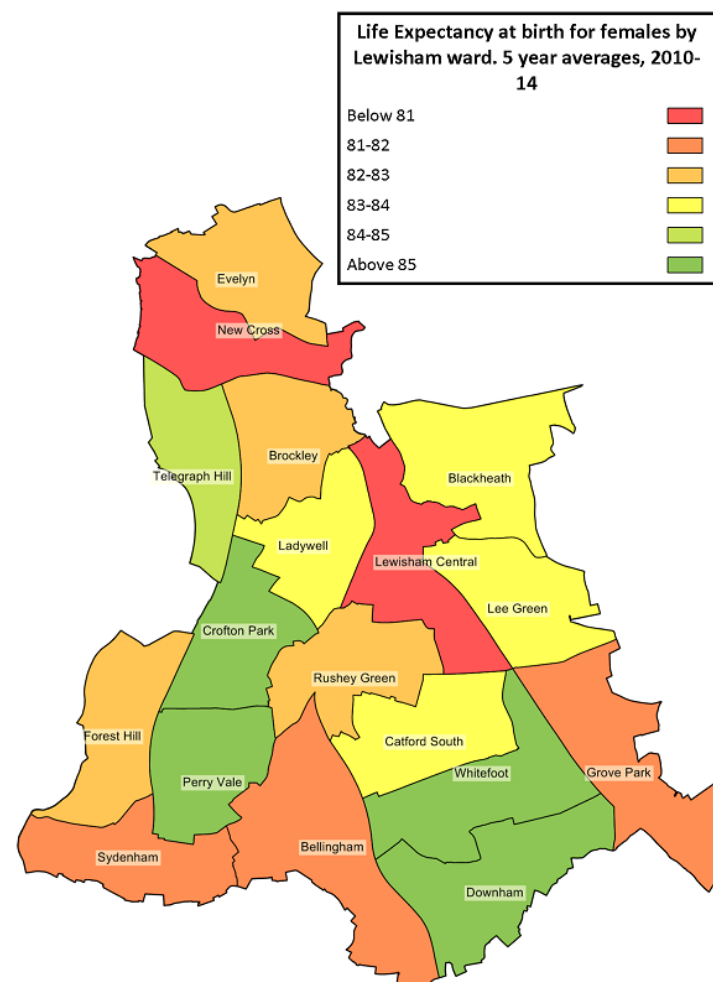 Life Expectancy at birth for females by
Lewisham ward. 5 year averages, 2010-
14
Below 81
81-82
82-83
83-84
84-85
Above 85
Evelyn
New Cross
Brockley
Telegraph Hill
Blackheath
Ladywell
Lewisham Central
Lee Green
Crofton Park
Rushey Green
Forest Hill
Catford South
Whitefoot
Grove Park
Perry Vale
Bellingham
Sydenham
Downham